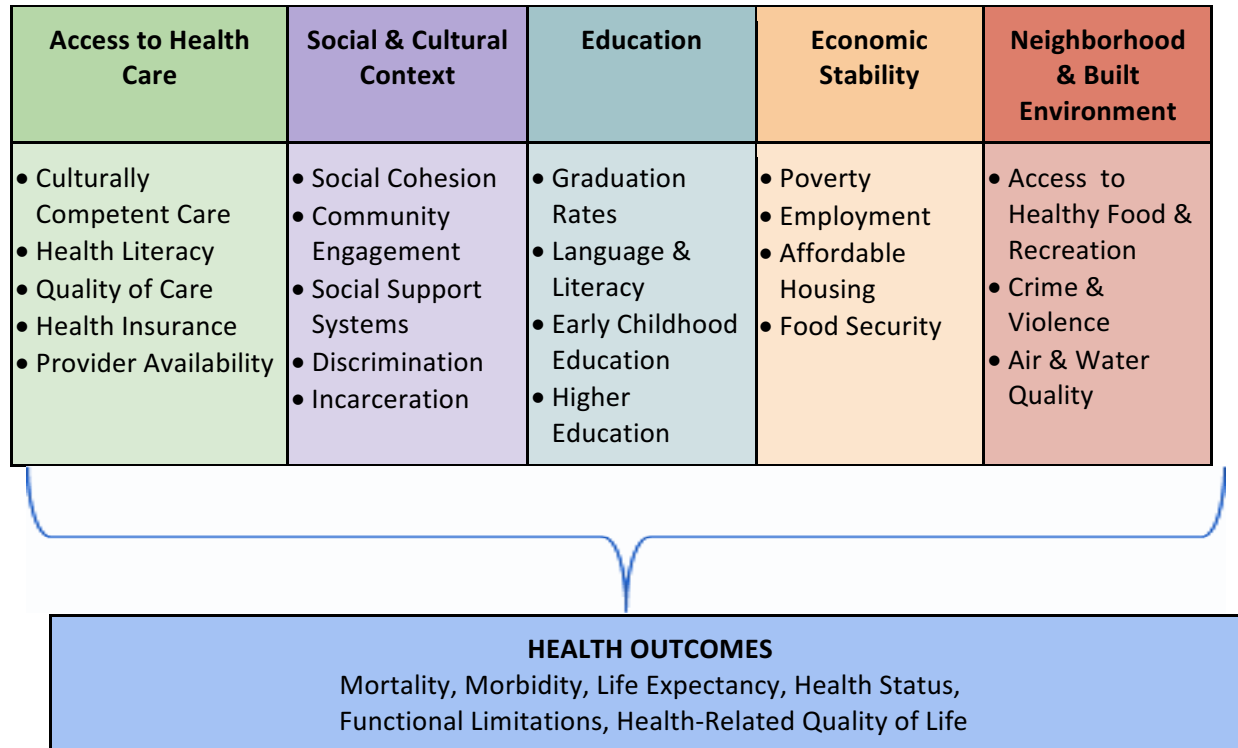 Access to Health
Care
Social & Cultural
Context
Education
Economic
Stability
Neighborhood
& Built
Environment
• Culturally
Competent Care
• Health Literacy
• Quality of Care
• Health Insurance
• Provider Availability
• Social Cohesion
• Community
Engagement
• Social Support
Systems
• Discrimination
• Incarceration
• Graduation
Rates
• Language &
Literacy
• Early Childhood
Education
• Higher
Education
• Poverty
• Employment
• Affordable
Housing
• Food Security
• Access to
Healthy Food &
Recreation
• Crime &
Violence
• Air & Water
Quality
HEALTH OUTCOMES
Mortality, Morbidity, Life Expectancy, Health Status,
Functional Limitations, Health-Related Quality of Life